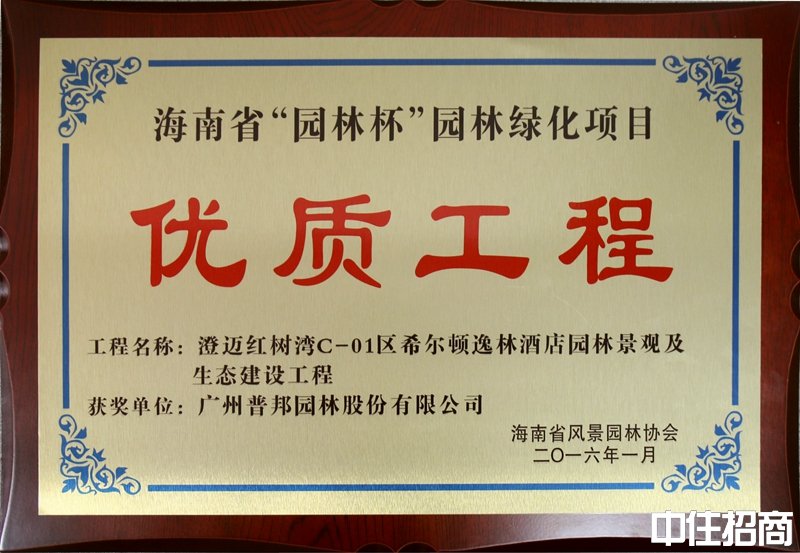 海南省“园林杯”园林绿化项目
优质工程
工程名称：澄迈红树湾C-01区希尔顿逸林酒店园林景观及
生态建设工程
获奖单位：广州普邦园林股份有限公司
海南省风景园林协会
二〇一六年一月
中住招商